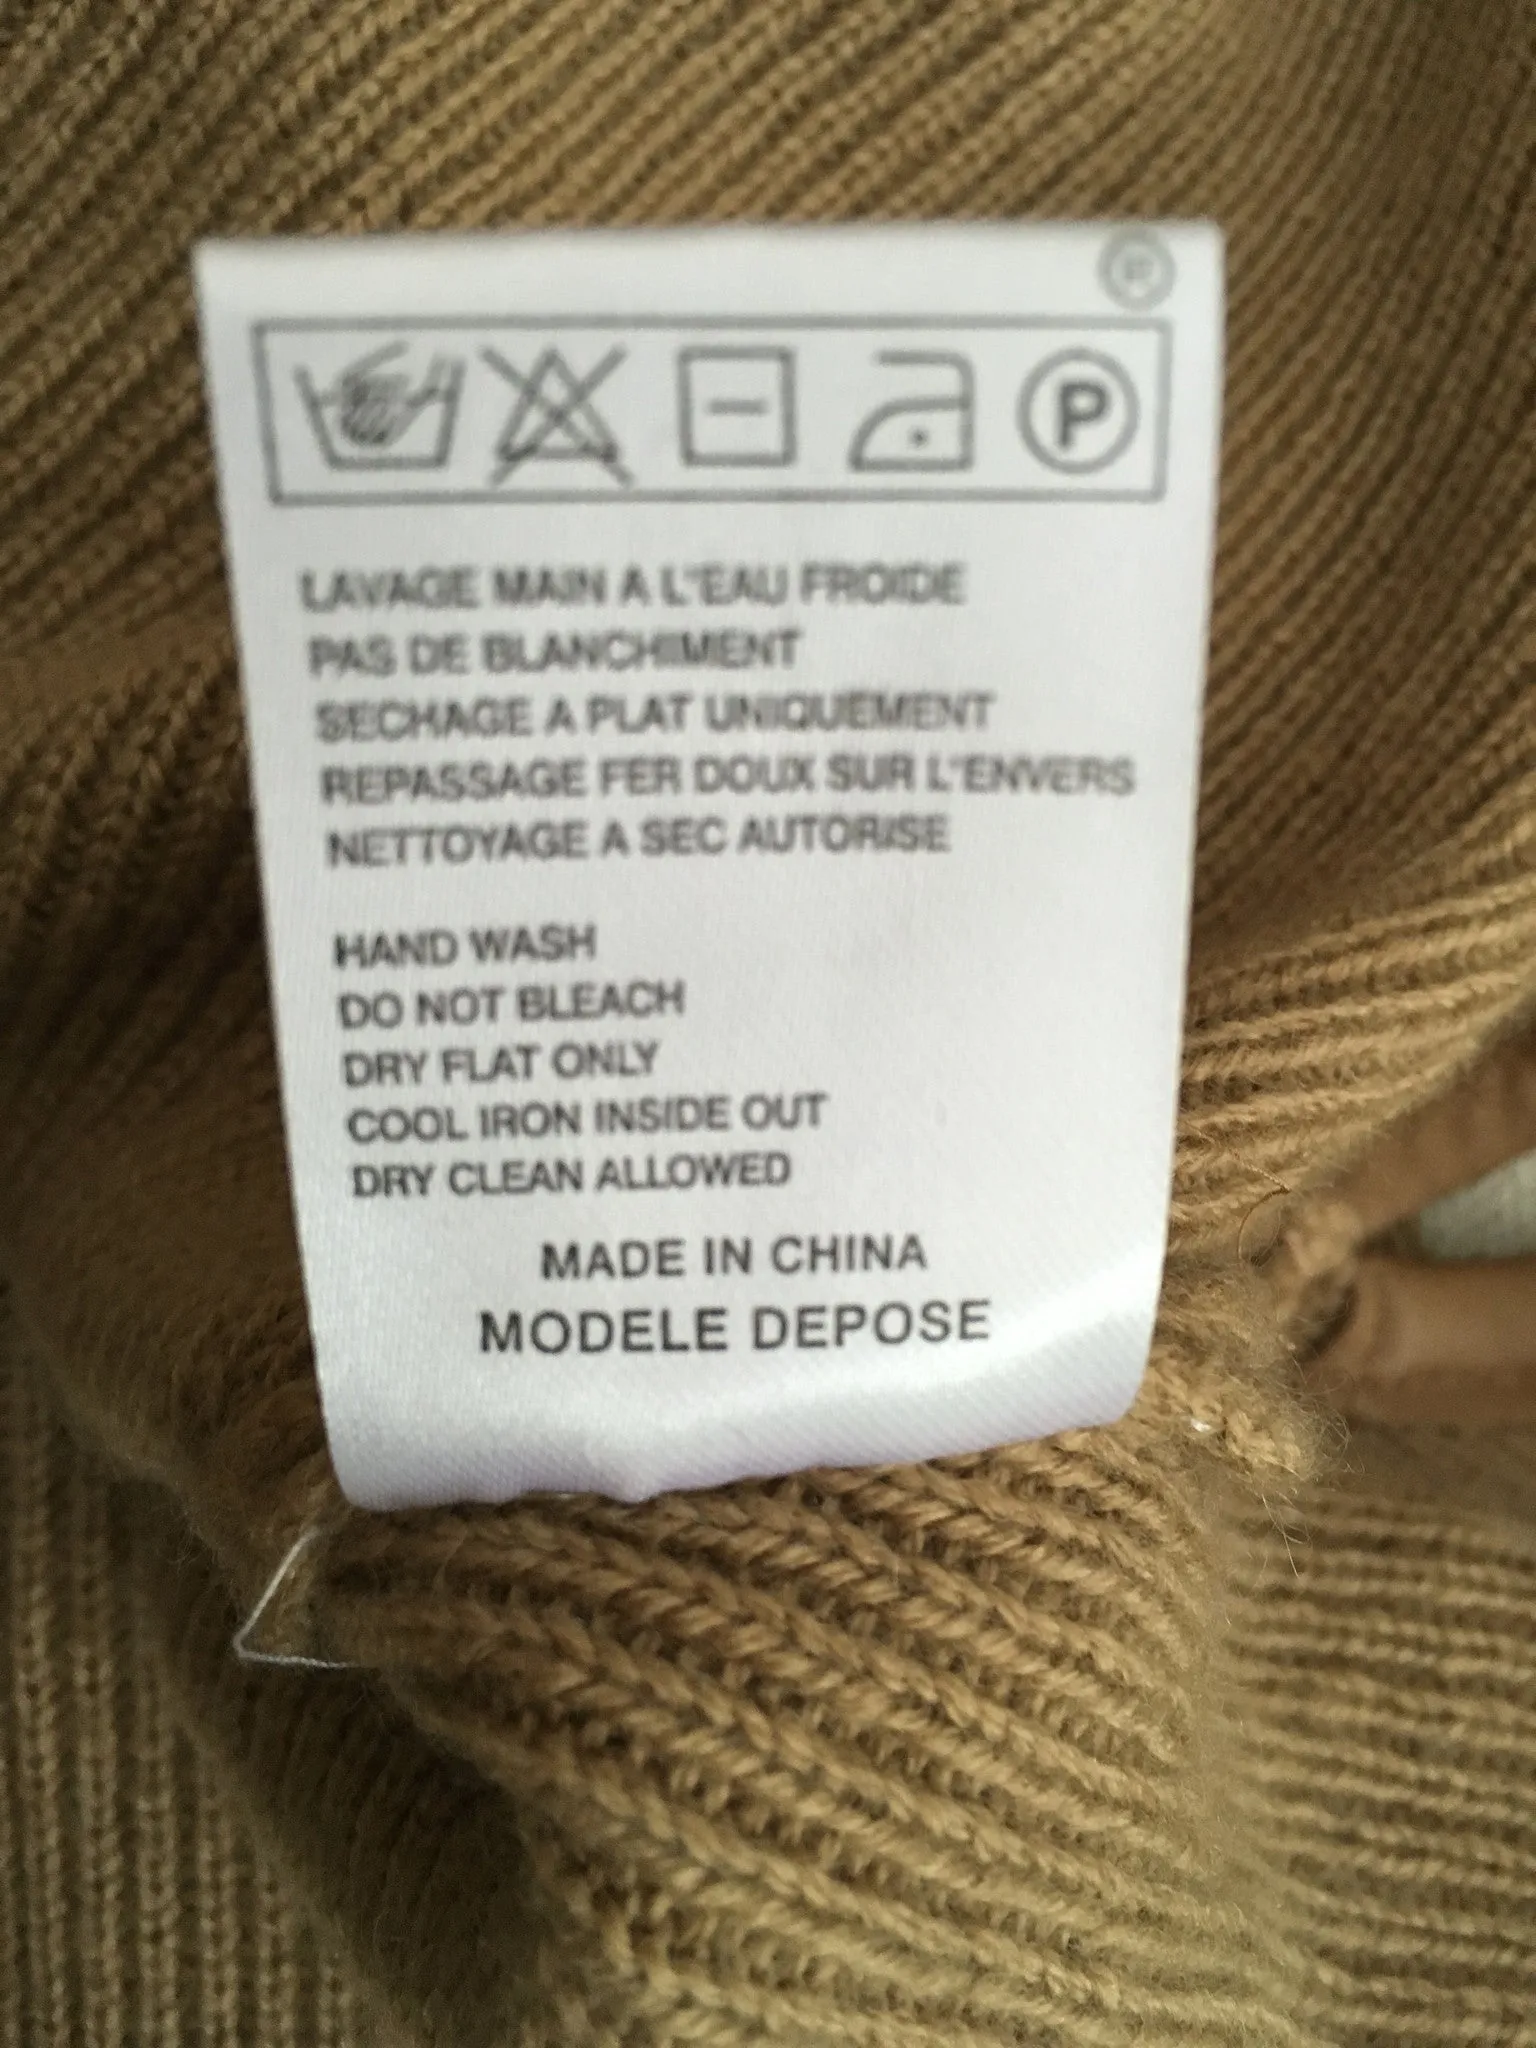 P
LAVAGE MAIN A L'EAU FROIDE
PAS DE BLANCHIMENT
SECHAGE A PLAT UNIQUEMENT
REPASSAGE FER DOUX SUR L'ENVERS
NETTOYAGE A SEC AUTORISE
HAND WASH
DO NOT BLEACH
DRY FLAT ONLY
COOL IRON INSIDE OUT
DRY CLEAN ALLOWED
MADE IN CHINA
MODELE DEPOSE